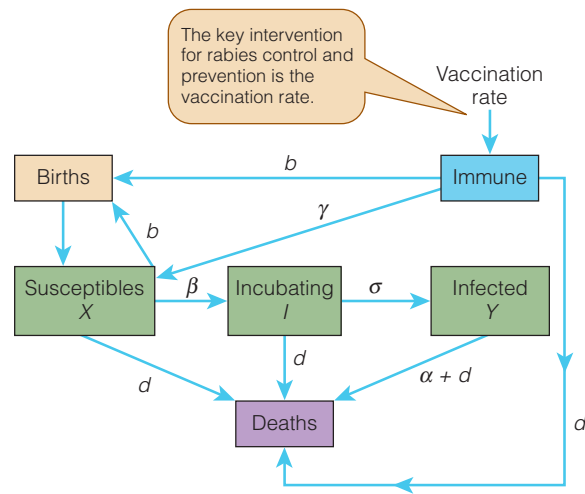 The key intervention
for rabies control and
prevention is the
vaccination rate.
Vaccination
rate
b
Births
Immune
γ
b
Susceptibles
X
β
Incubating
I
σ
Infected
Y
d
d
α + d
d
Deaths